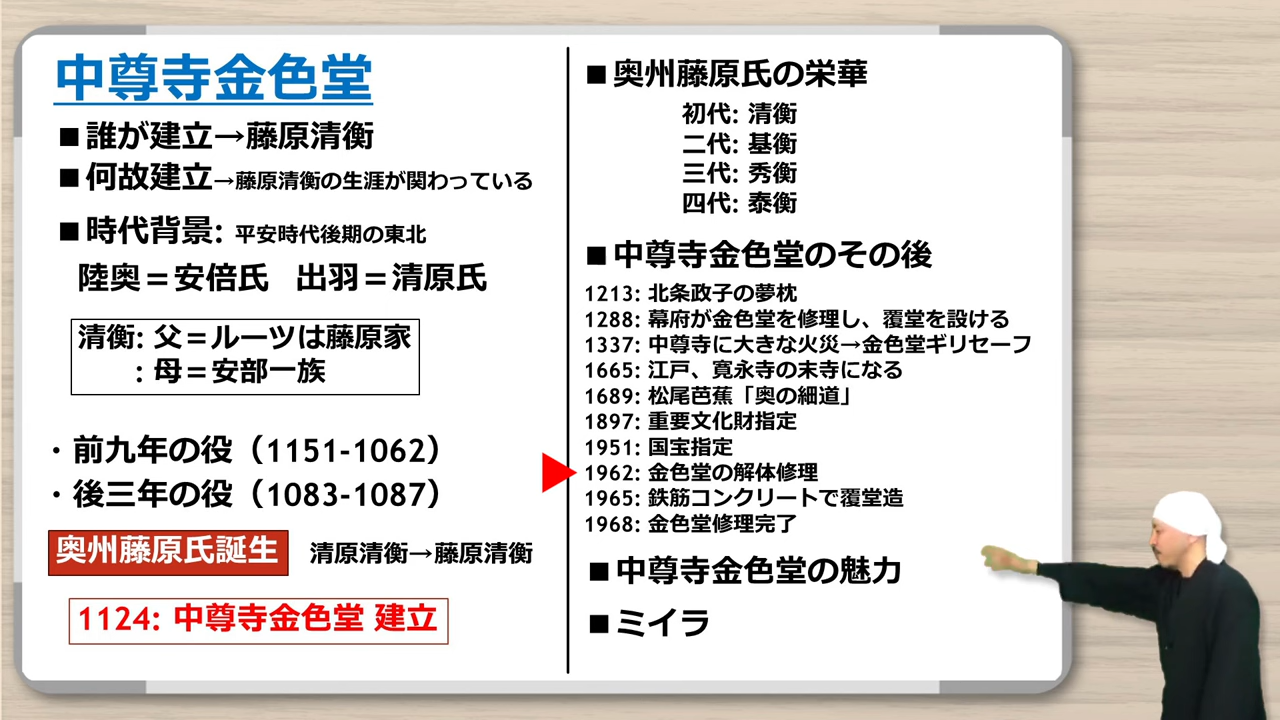 中尊寺金色堂
■誰が建立→藤原清衡
■何故建立→藤原清衡の生涯が関わっている
■時代背景: 平安時代後期の東北
陸奥＝安倍氏 出羽＝清原氏
清衡: 父＝ルーツは藤原家
: 母＝安部一族
・前九年の役（1151-1062）
・後三年の役（1083-1087）
奥州藤原氏誕生 清原清衡→藤原清衡
1124: 中尊寺金色堂 建立
■奥州藤原氏の栄華
初代: 清衡
二代: 基衡
三代: 秀衡
四代: 泰衡
■中尊寺金色堂のその後
1213: 北条政子の夢枕
1288: 幕府が金色堂を修理し、覆堂を設ける
1337: 中尊寺に大きな火災→金色堂ギリセーフ
1665: 江戸、寛永寺の末寺になる
1689: 松尾芭蕉「奥の細道」
1897: 重要文化財指定
1951: 国宝指定
1962: 金色堂の解体修理
1965: 鉄筋コンクリートで覆堂造
1968: 金色堂修理完了
■中尊寺金色堂の魅力
■ミイラ